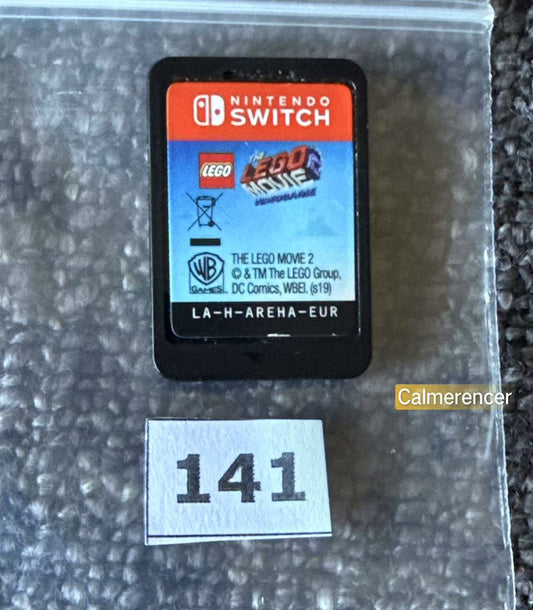 NINTENDO
SWITCH
LEGO
THE LEGO MOVIE 2
VIDEOGAME
THE LEGO MOVIE 2
© & TM The LEGO Group,
WB
GAMES
DC Comics, WBEI. (s19)
LA-H-AREHA-EUR
Calmerencer
141